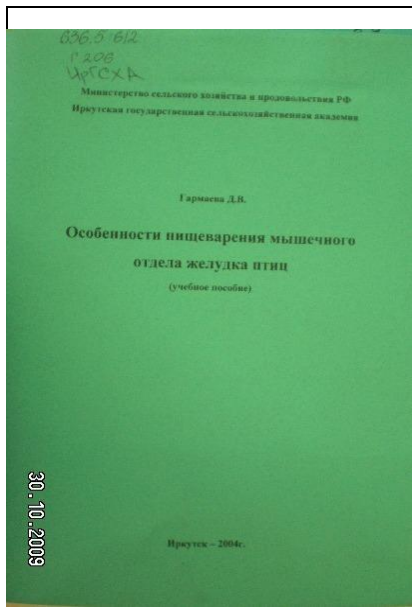 636.5:612
Г 206
ИрГСХА
Министерство сельского хозяйства и продовольствия РФ
Иркутская государственная сельскохозяйственная академия
Гармаева Д.В.
Особенности пищеварения мышечного
отдела желудка птиц
(учебное пособие)
Иркутск – 2004г.
30.10.2009